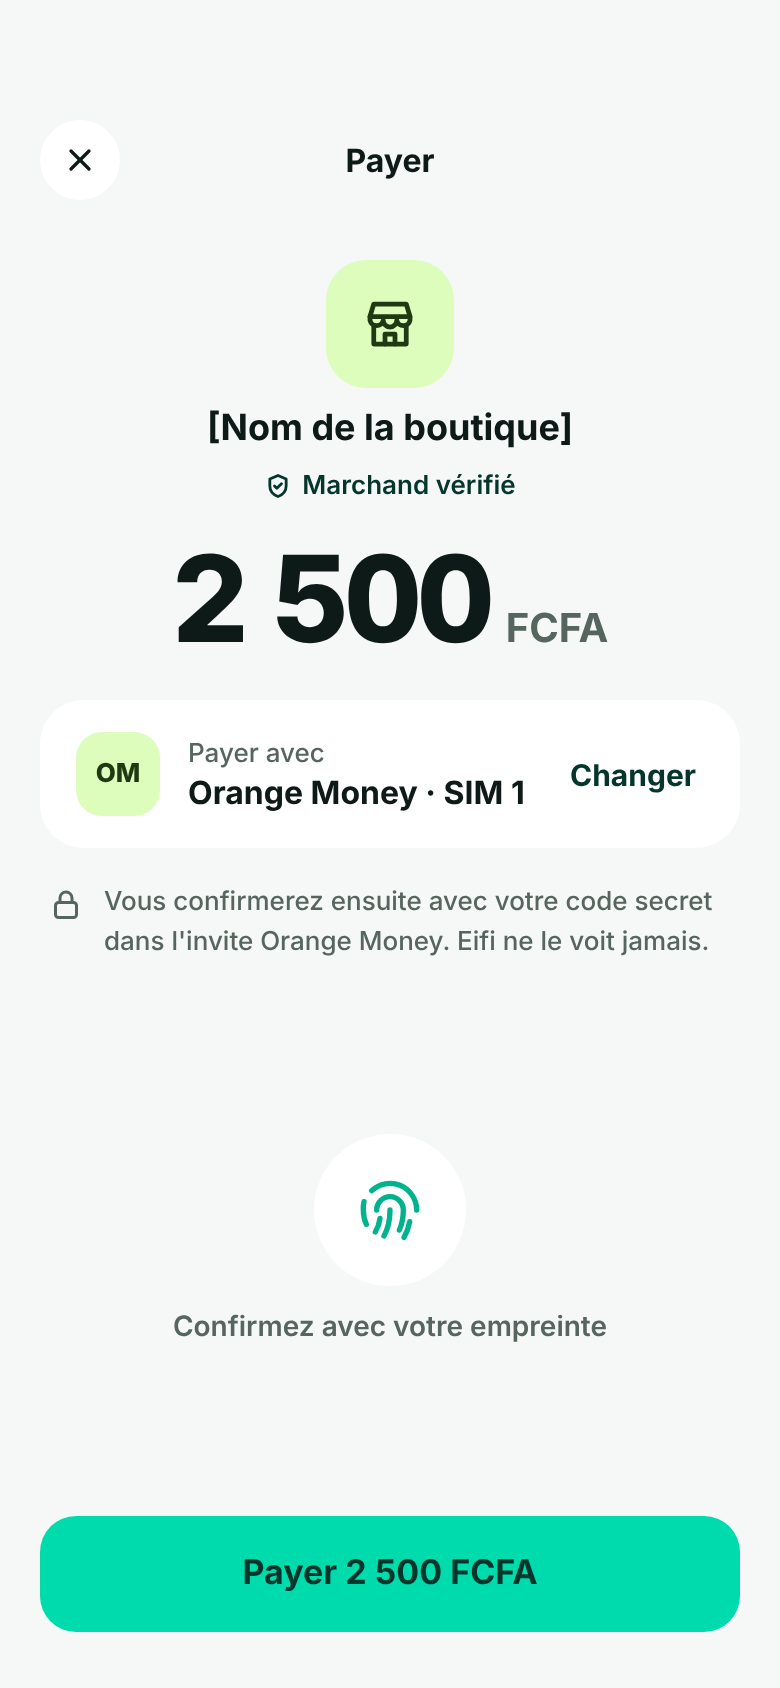 Payer
[Nom de la boutique]
Marchand vérifié
2 500 FCFA
OM
Payer avec
Orange Money · SIM 1
Changer
Vous confirmerez ensuite avec votre code secret
dans l'invite Orange Money. Eifi ne le voit jamais.
Confirmez avec votre empreinte
Payer 2 500 FCFA